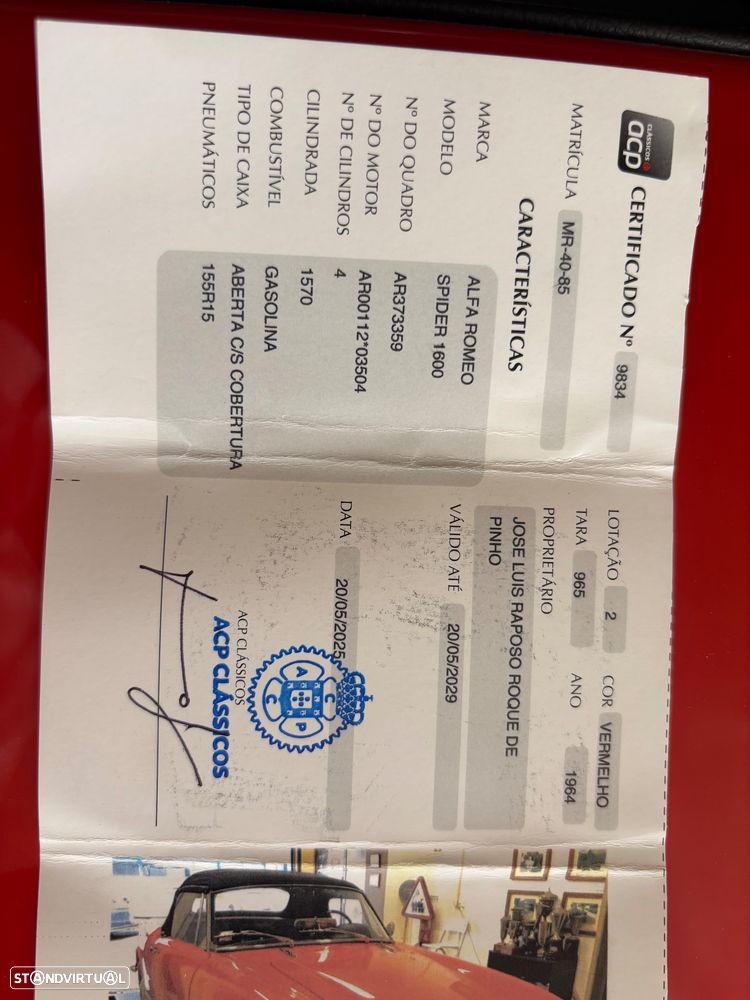 CLÁSSICOS
acp
CERTIFICADO Nº 9834
MATRÍCULA MR-40-85
CARACTERÍSTICAS
MARCA ALFA ROMEO
MODELO SPIDER 1600
Nº DO QUADRO AR373359
Nº DO MOTOR AR00112*03504
Nº DE CILINDROS 4
CILINDRADA 1570
COMBUSTÍVEL GASOLINA
TIPO DE CAIXA ABERTA C/S COBERTURA
PNEUMÁTICOS 155R15
LOTAÇÃO 2 COR VERMELHO
TARA 965 ANO 1964
PROPRIETÁRIO
JOSE LUIS RAPOSO ROQUE DE
PINHO
VÁLIDO ATÉ 20/05/2029
DATA 20/05/2025
A C P C
ACP CLÁSSICOS
ACP CLÁSSICOS
STANDVIRTUAL